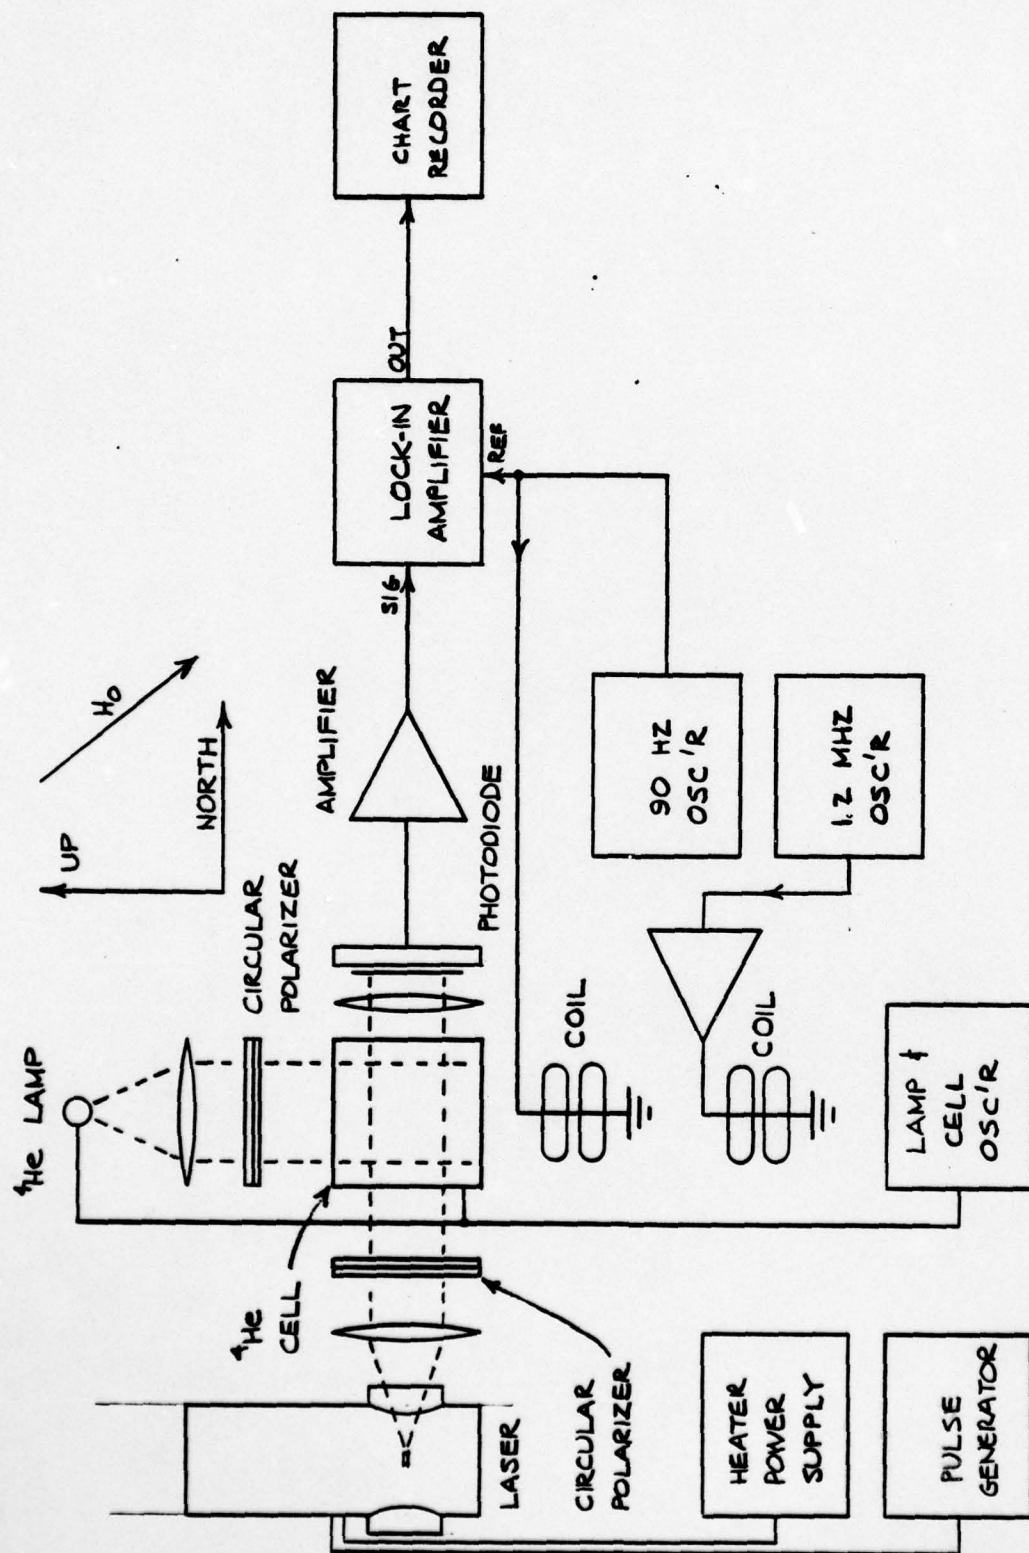 ⁴He LAMP
UP
NORTH
H₀
CIRCULAR
POLARIZER
⁴He
CELL
AMPLIFIER
PHOTODIODE
SIG
LOCK-IN
AMPLIFIER
OUT
REF
CHART
RECORDER
LASER
CIRCULAR
POLARIZER
COIL
COIL
90 HZ
OSC'R
1.2 MHZ
OSC'R
HEATER
POWER
SUPPLY
PULSE
GENERATOR
LAMP &
CELL
OSC'R